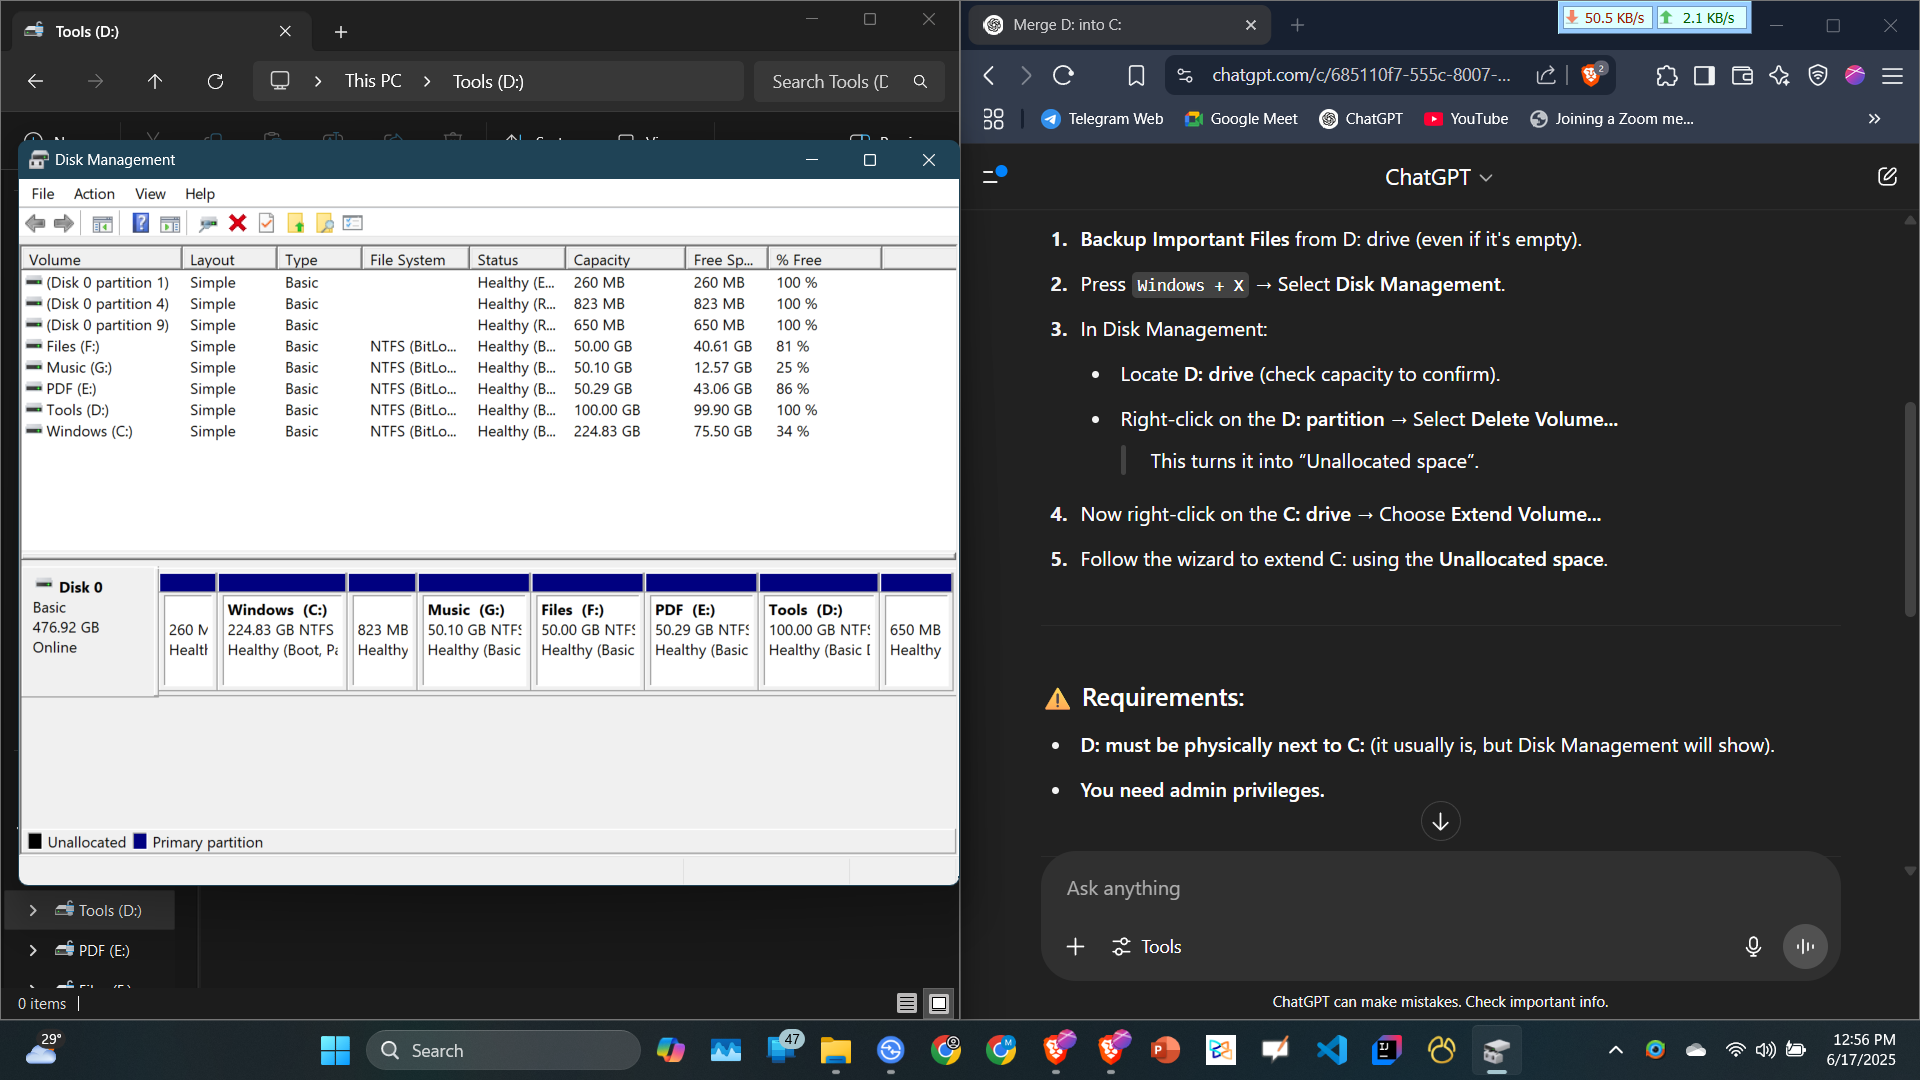 Tools (D:)
This PC
Tools (D:)
Search Tools (D
Disk Management
File Action View Help
Volume Layout Type File System Status Capacity Free Sp... % Free
(Disk 0 partition 1) Simple Basic Healthy (E... 260 MB 260 MB 100 %
(Disk 0 partition 4) Simple Basic Healthy (R... 823 MB 823 MB 100 %
(Disk 0 partition 9) Simple Basic Healthy (R... 650 MB 650 MB 100 %
Files (F:) Simple Basic NTFS (BitLo... Healthy (B... 50.00 GB 40.61 GB 81 %
Music (G:) Simple Basic NTFS (BitLo... Healthy (B... 50.10 GB 12.57 GB 25 %
PDF (E:) Simple Basic NTFS (BitLo... Healthy (B... 50.29 GB 43.06 GB 86 %
Tools (D:) Simple Basic NTFS (BitLo... Healthy (B... 100.00 GB 99.90 GB 100 %
Windows (C:) Simple Basic NTFS (BitLo... Healthy (B... 224.83 GB 75.50 GB 34 %
Disk 0
Basic
476.92 GB
Online
260 M
Healt
Windows (C:)
224.83 GB NTFS
Healthy (Boot, Pa
823 MB
Healthy
Music (G:)
50.10 GB NTFS
Healthy (Basic
Files (F:)
50.00 GB NTFS
Healthy (Basic
PDF (E:)
50.29 GB NTFS
Healthy (Basic
Tools (D:)
100.00 GB NTFS
Healthy (Basic D
650 MB
Healthy
Unallocated Primary partition
Tools (D:)
PDF (E:)
0 items
Merge D: into C:
50.5 KB/s 2.1 KB/s
chatgpt.com/c/685110f7-555c-8007-...
2
Telegram Web Google Meet ChatGPT YouTube Joining a Zoom me...
ChatGPT
1. Backup Important Files from D: drive (even if it's empty).
2. Press Windows + X → Select Disk Management.
3. In Disk Management:
• Locate D: drive (check capacity to confirm).
• Right-click on the D: partition → Select Delete Volume...
This turns it into “Unallocated space”.
4. Now right-click on the C: drive → Choose Extend Volume...
5. Follow the wizard to extend C: using the Unallocated space.
Requirements:
• D: must be physically next to C: (it usually is, but Disk Management will show).
• You need admin privileges.
Ask anything
Tools
ChatGPT can make mistakes. Check important info.
29°
Search
47
12:56 PM
6/17/2025